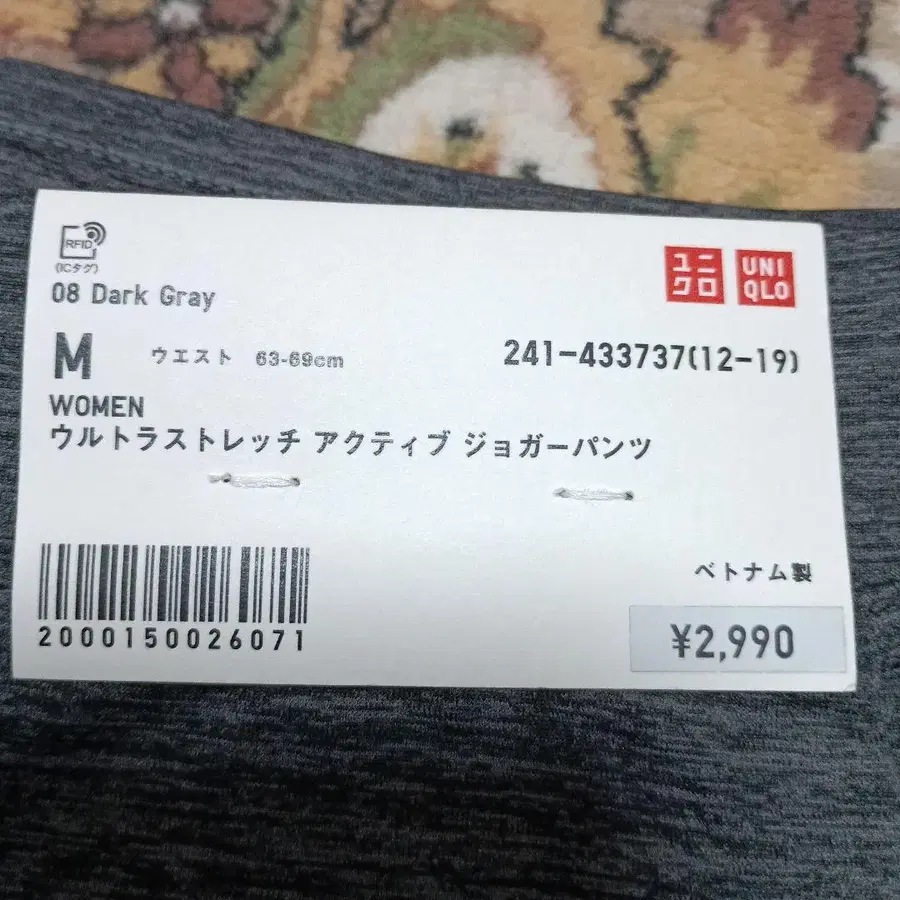 RFID
(ICタグ)
08 Dark Gray
ユニ
クロ
UNI
QLO
M ウエスト 63-69cm
241-433737(12-19)
WOMEN
ウルトラストレッチ アクティブ ジョガーパンツ
ベトナム製
2000150026071
¥2,990